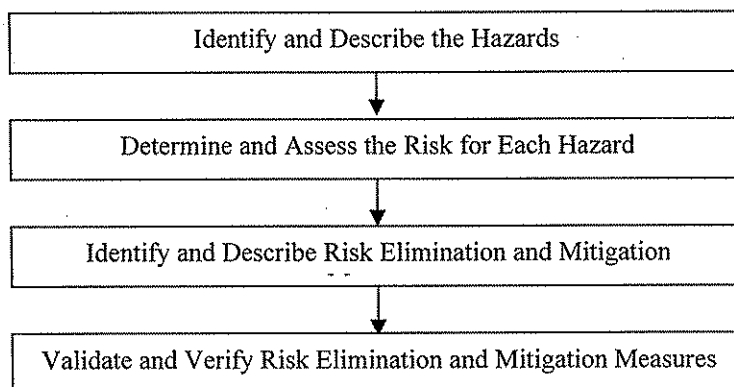 Identify and Describe the Hazards
Determine and Assess the Risk for Each Hazard
Identify and Describe Risk Elimination and Mitigation
Validate and Verify Risk Elimination and Mitigation Measures